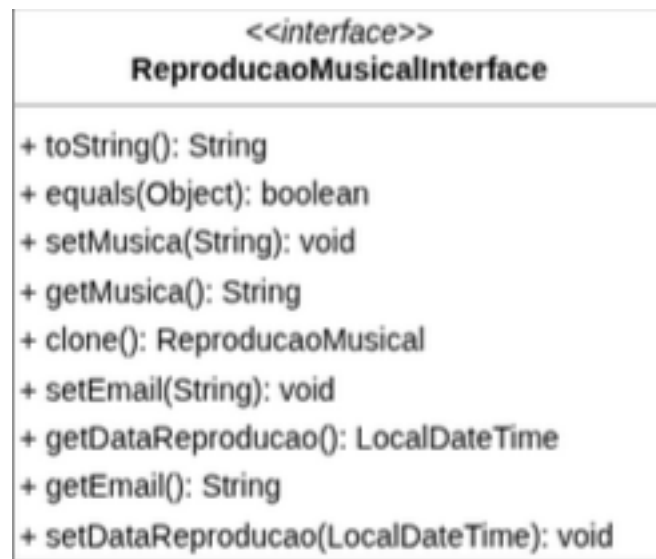 <<interface>>
ReproducaoMusicalInterface
+ toString(): String
+ equals(Object): boolean
+ setMusica(String): void
+ getMusica(): String
+ clone(): ReproducaoMusical
+ setEmail(String): void
+ getDataReproducao(): LocalDateTime
+ getEmail(): String
+ setDataReproducao(LocalDateTime): void